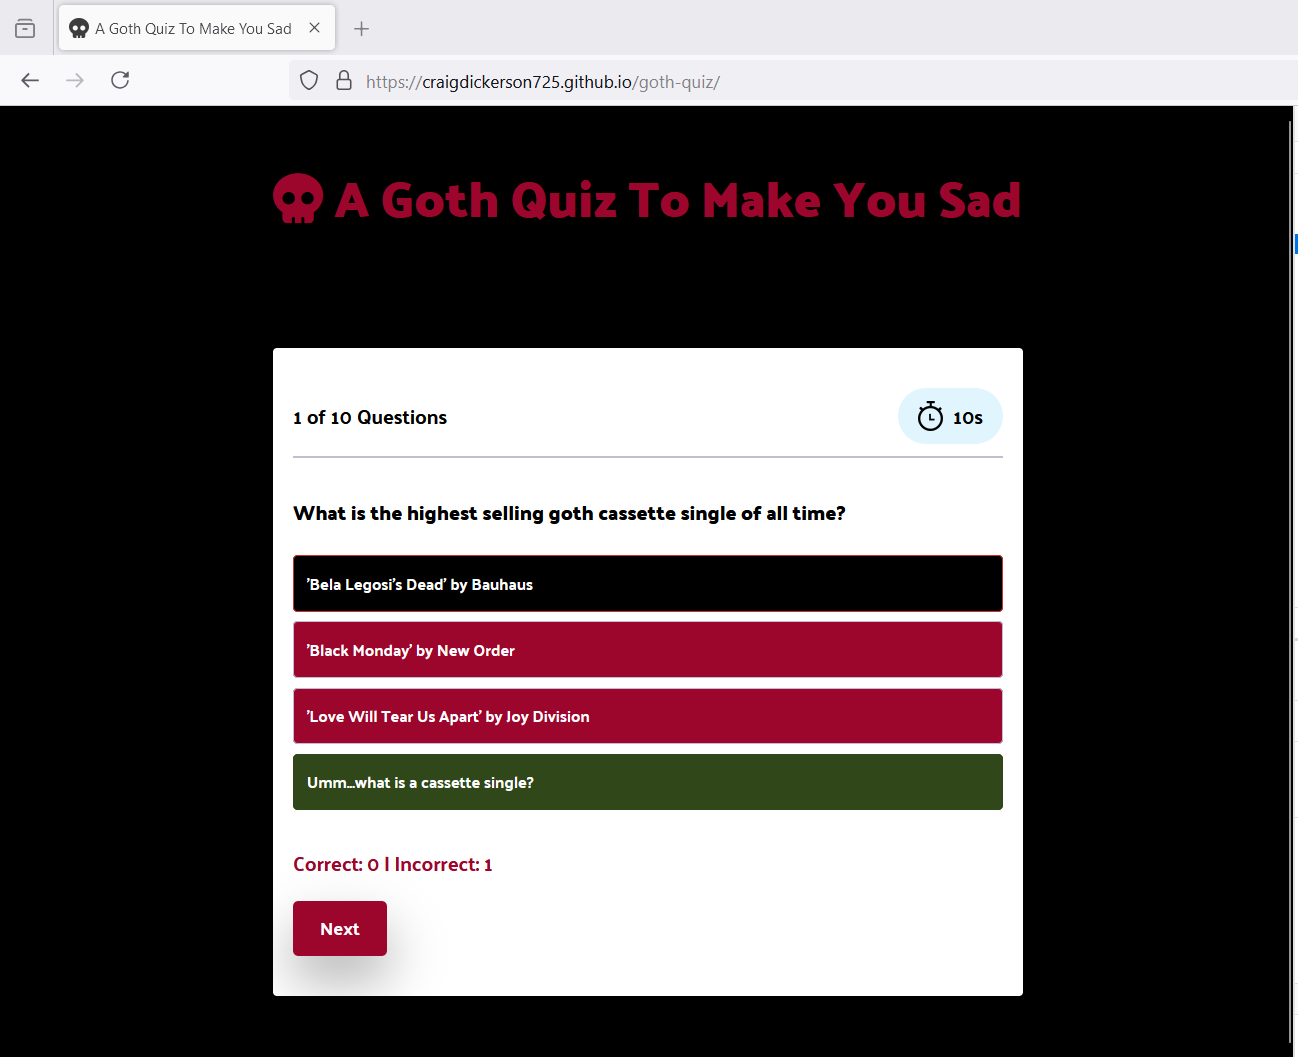 A Goth Quiz To Make You Sad
https://craigdickerson725.github.io/goth-quiz/
A Goth Quiz To Make You Sad
1 of 10 Questions
10s
What is the highest selling goth cassette single of all time?
'Bela Legosi's Dead' by Bauhaus
'Black Monday' by New Order
'Love Will Tear Us Apart' by Joy Division
Umm...what is a cassette single?
Correct: 0 | Incorrect: 1
Next